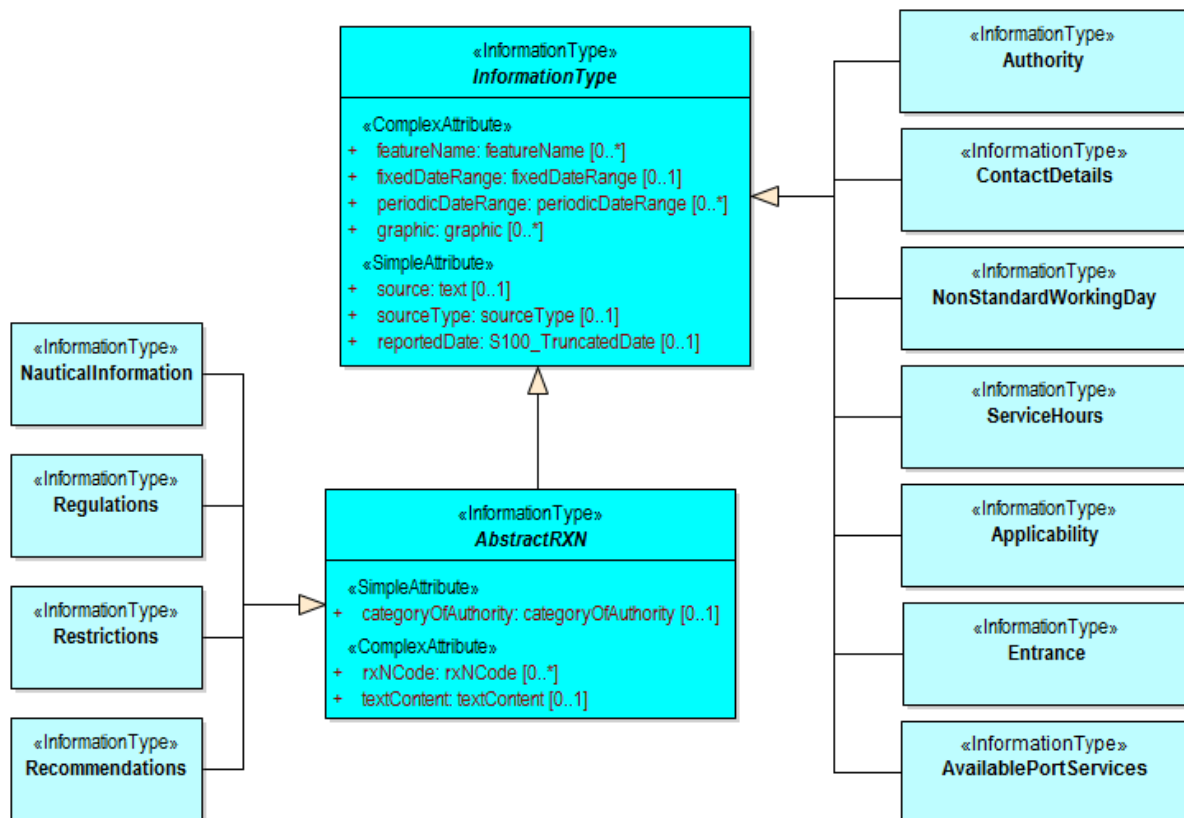 «InformationType»
InformationType
«ComplexAttribute»
+ featureName: featureName [0..*]
+ fixedDateRange: fixedDateRange [0..1]
+ periodicDateRange: periodicDateRange [0..*]
+ graphic: graphic [0..*]
«SimpleAttribute»
+ source: text [0..1]
+ sourceType: sourceType [0..1]
+ reportedDate: S100_TruncatedDate [0..1]
«InformationType»
Authority
«InformationType»
ContactDetails
«InformationType»
NonStandardWorkingDay
«InformationType»
ServiceHours
«InformationType»
Applicability
«InformationType»
Entrance
«InformationType»
AvailablePortServices
«InformationType»
NauticalInformation
«InformationType»
Regulations
«InformationType»
Restrictions
«InformationType»
Recommendations
«InformationType»
AbstractRXN
«SimpleAttribute»
+ categoryOfAuthority: categoryOfAuthority [0..1]
«ComplexAttribute»
+ rxNCode: rxNCode [0..*]
+ textContent: textContent [0..1]